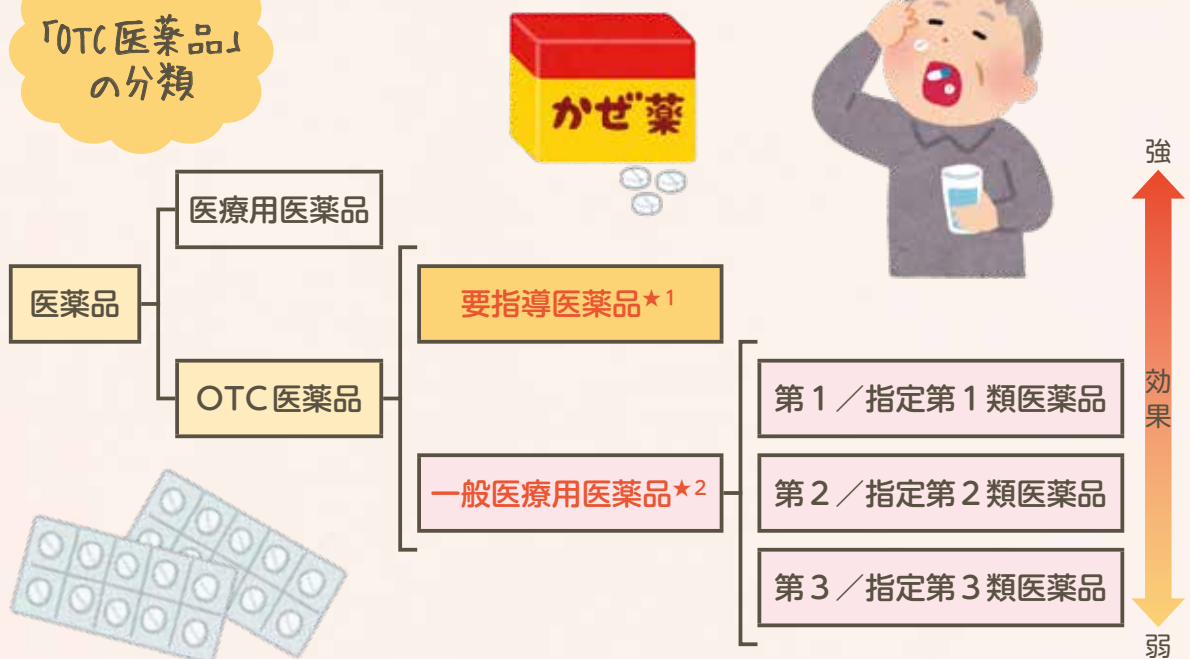 「OTC医薬品」
の分類
かぜ薬
強
医療用医薬品
医薬品
要指導医薬品★1
OTC医薬品
第1／指定第1類医薬品
効果
一般医療用医薬品★2
第2／指定第2類医薬品
第3／指定第3類医薬品
弱